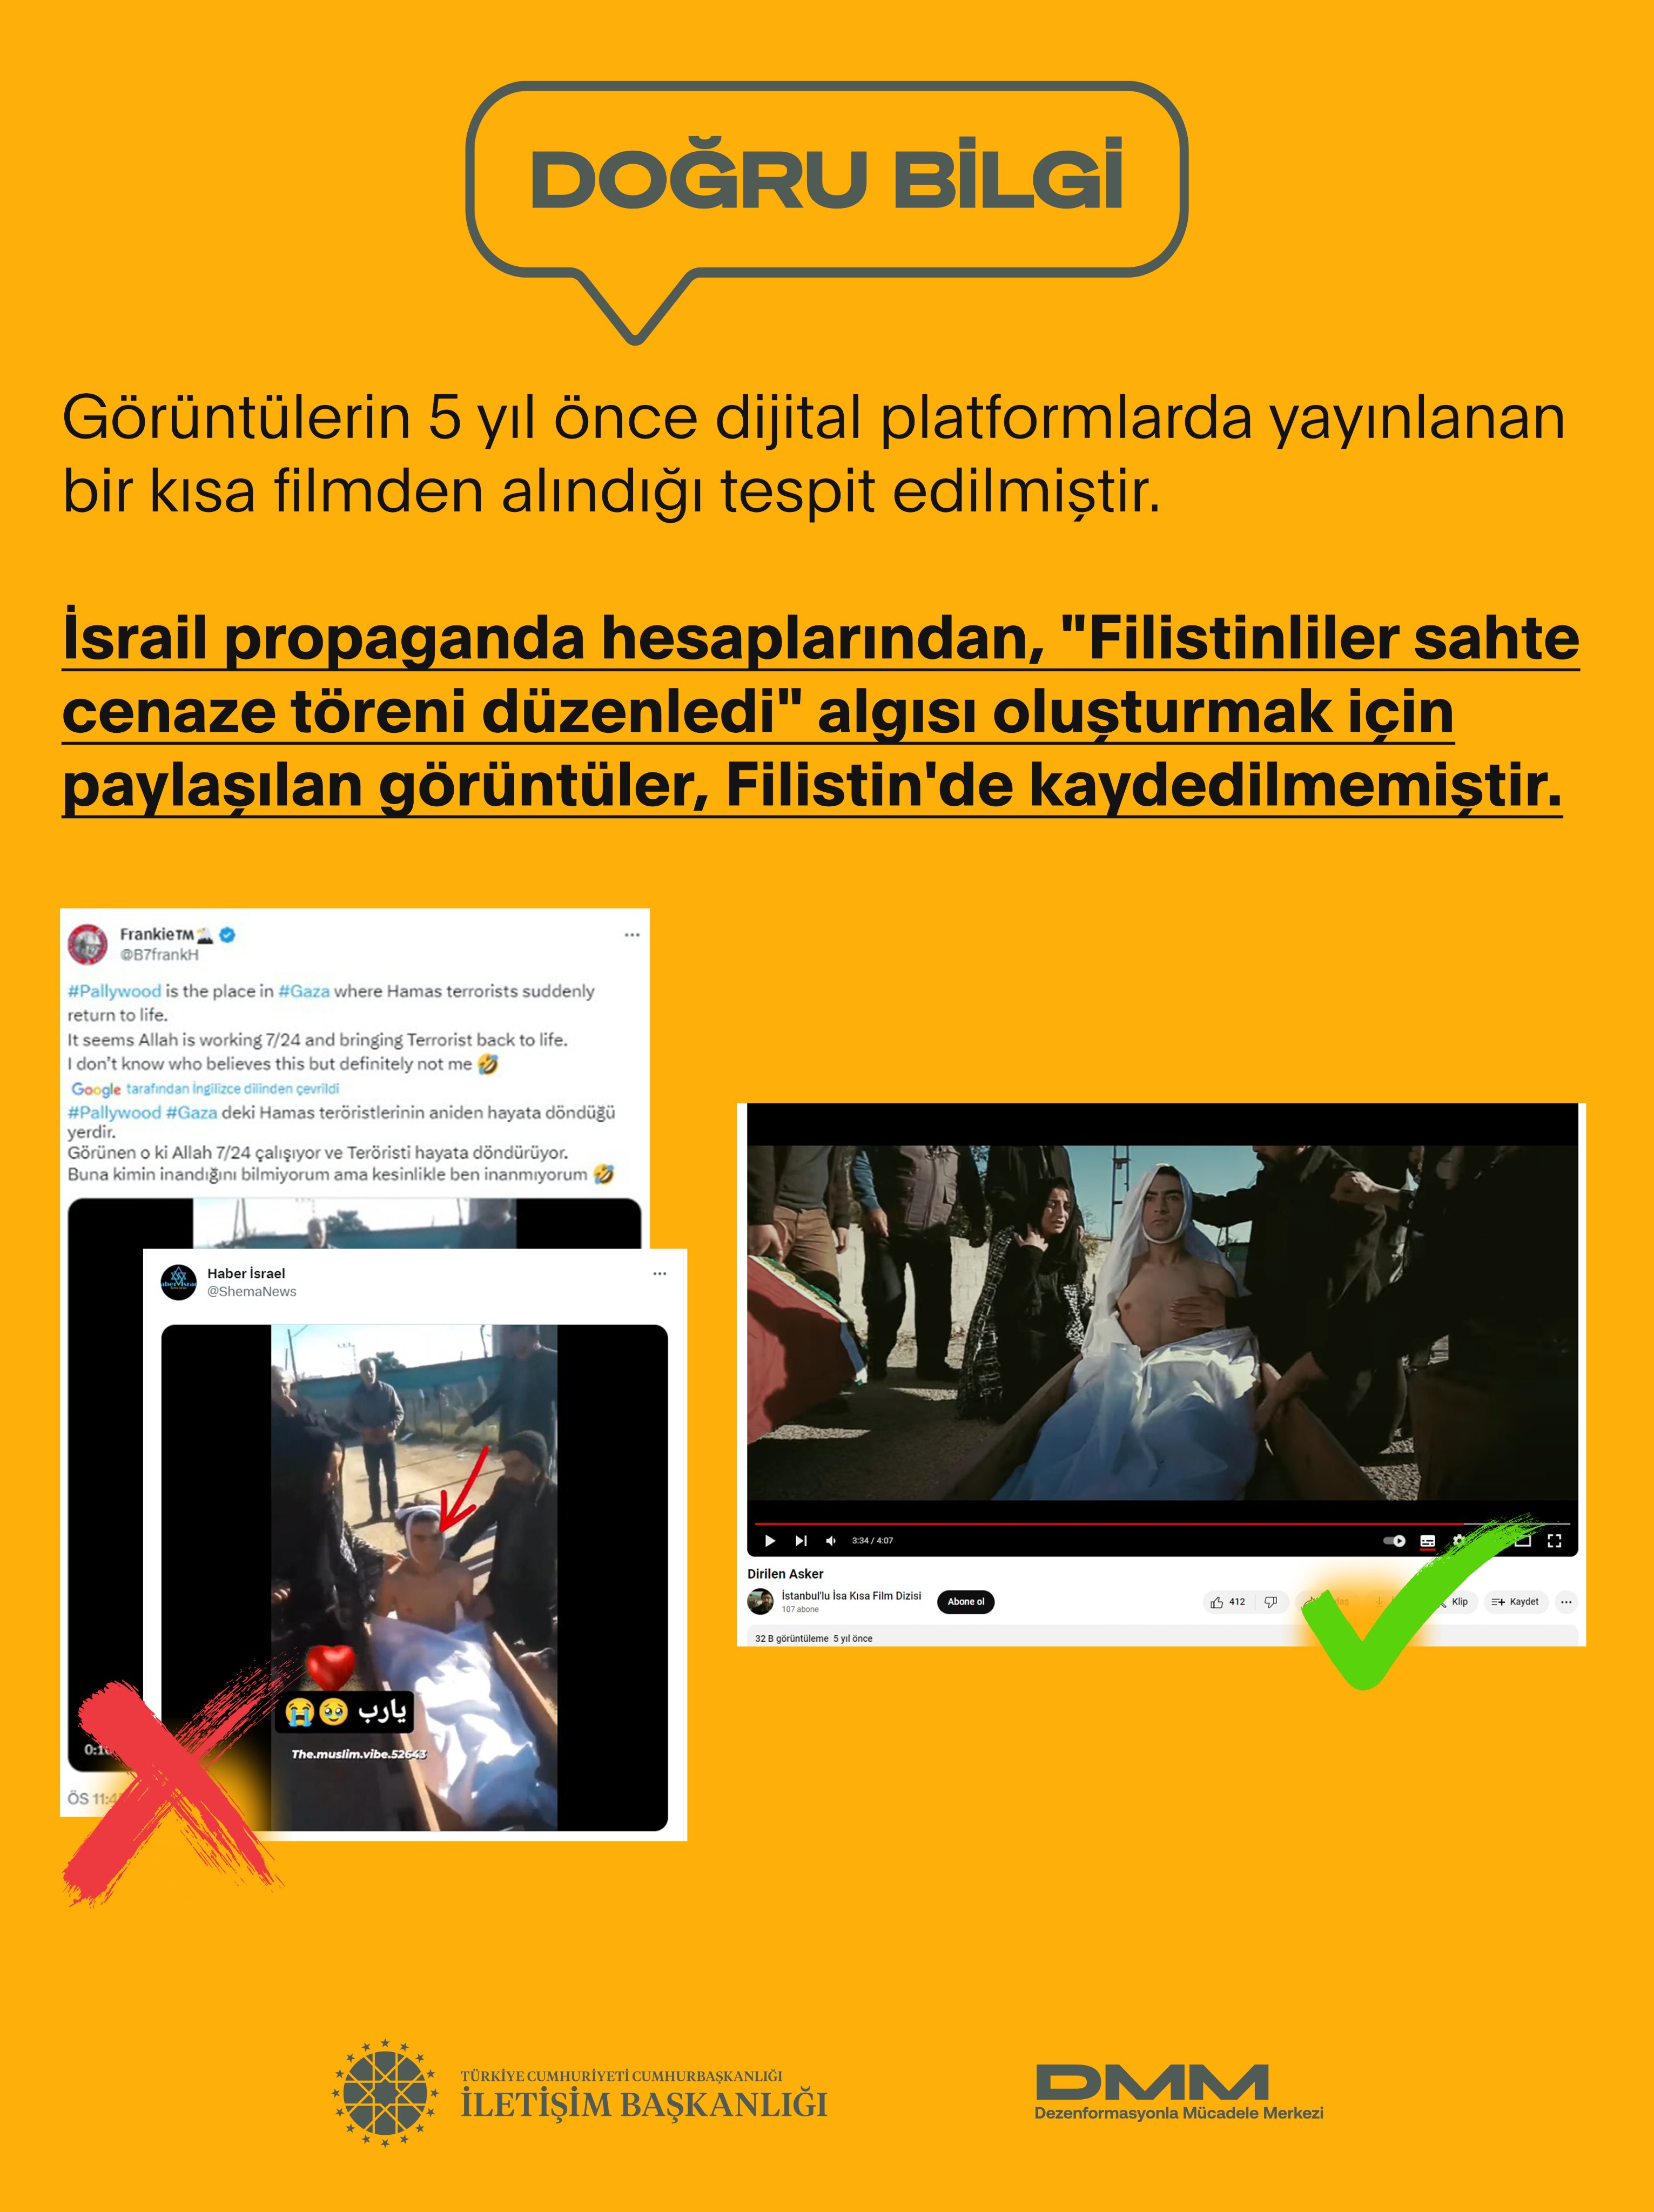 DOĞRU BİLGİ
Görüntülerin 5 yıl önce dijital platformlarda yayınlanan
bir kısa filmden alındığı tespit edilmiştir.
İsrail propaganda hesaplarından, "Filistinliler sahte
cenaze töreni düzenledi" algısı oluşturmak için
paylaşılan görüntüler, Filistin'de kaydedilmemiştir.
Frankie™
@B7frankH
#Pallywood is the place in #Gaza where Hamas terrorists suddenly
return to life.
It seems Allah is working 7/24 and bringing Terrorist back to life.
I don't know who believes this but definitely not me 🤣
Google tarafından İngilizce dilinden çevrildi
#Pallywood #Gaza deki Hamas teröristlerinin aniden hayata döndüğü
yerdir.
Görünen o ki Allah 7/24 çalışıyor ve Teröristi hayata döndürüyor.
Buna kimin inandığını bilmiyorum ama kesinlikle ben inanmıyorum 🤣
Haber İsrael
@ShemaNews
يارب 🥹😭
The.muslim.vibe.52643
ÖS
3:34 / 4:07
Dirilen Asker
İstanbul'lu İsa Kısa Film Dizisi
107 abone
Abone ol
412
Klip
Kaydet
32 B görüntüleme 5 yıl önce
TÜRKİYE CUMHURİYETİ CUMHURBAŞKANLIĞI
İLETİŞİM BAŞKANLIĞI
DMM
Dezenformasyonla Mücadele Merkezi